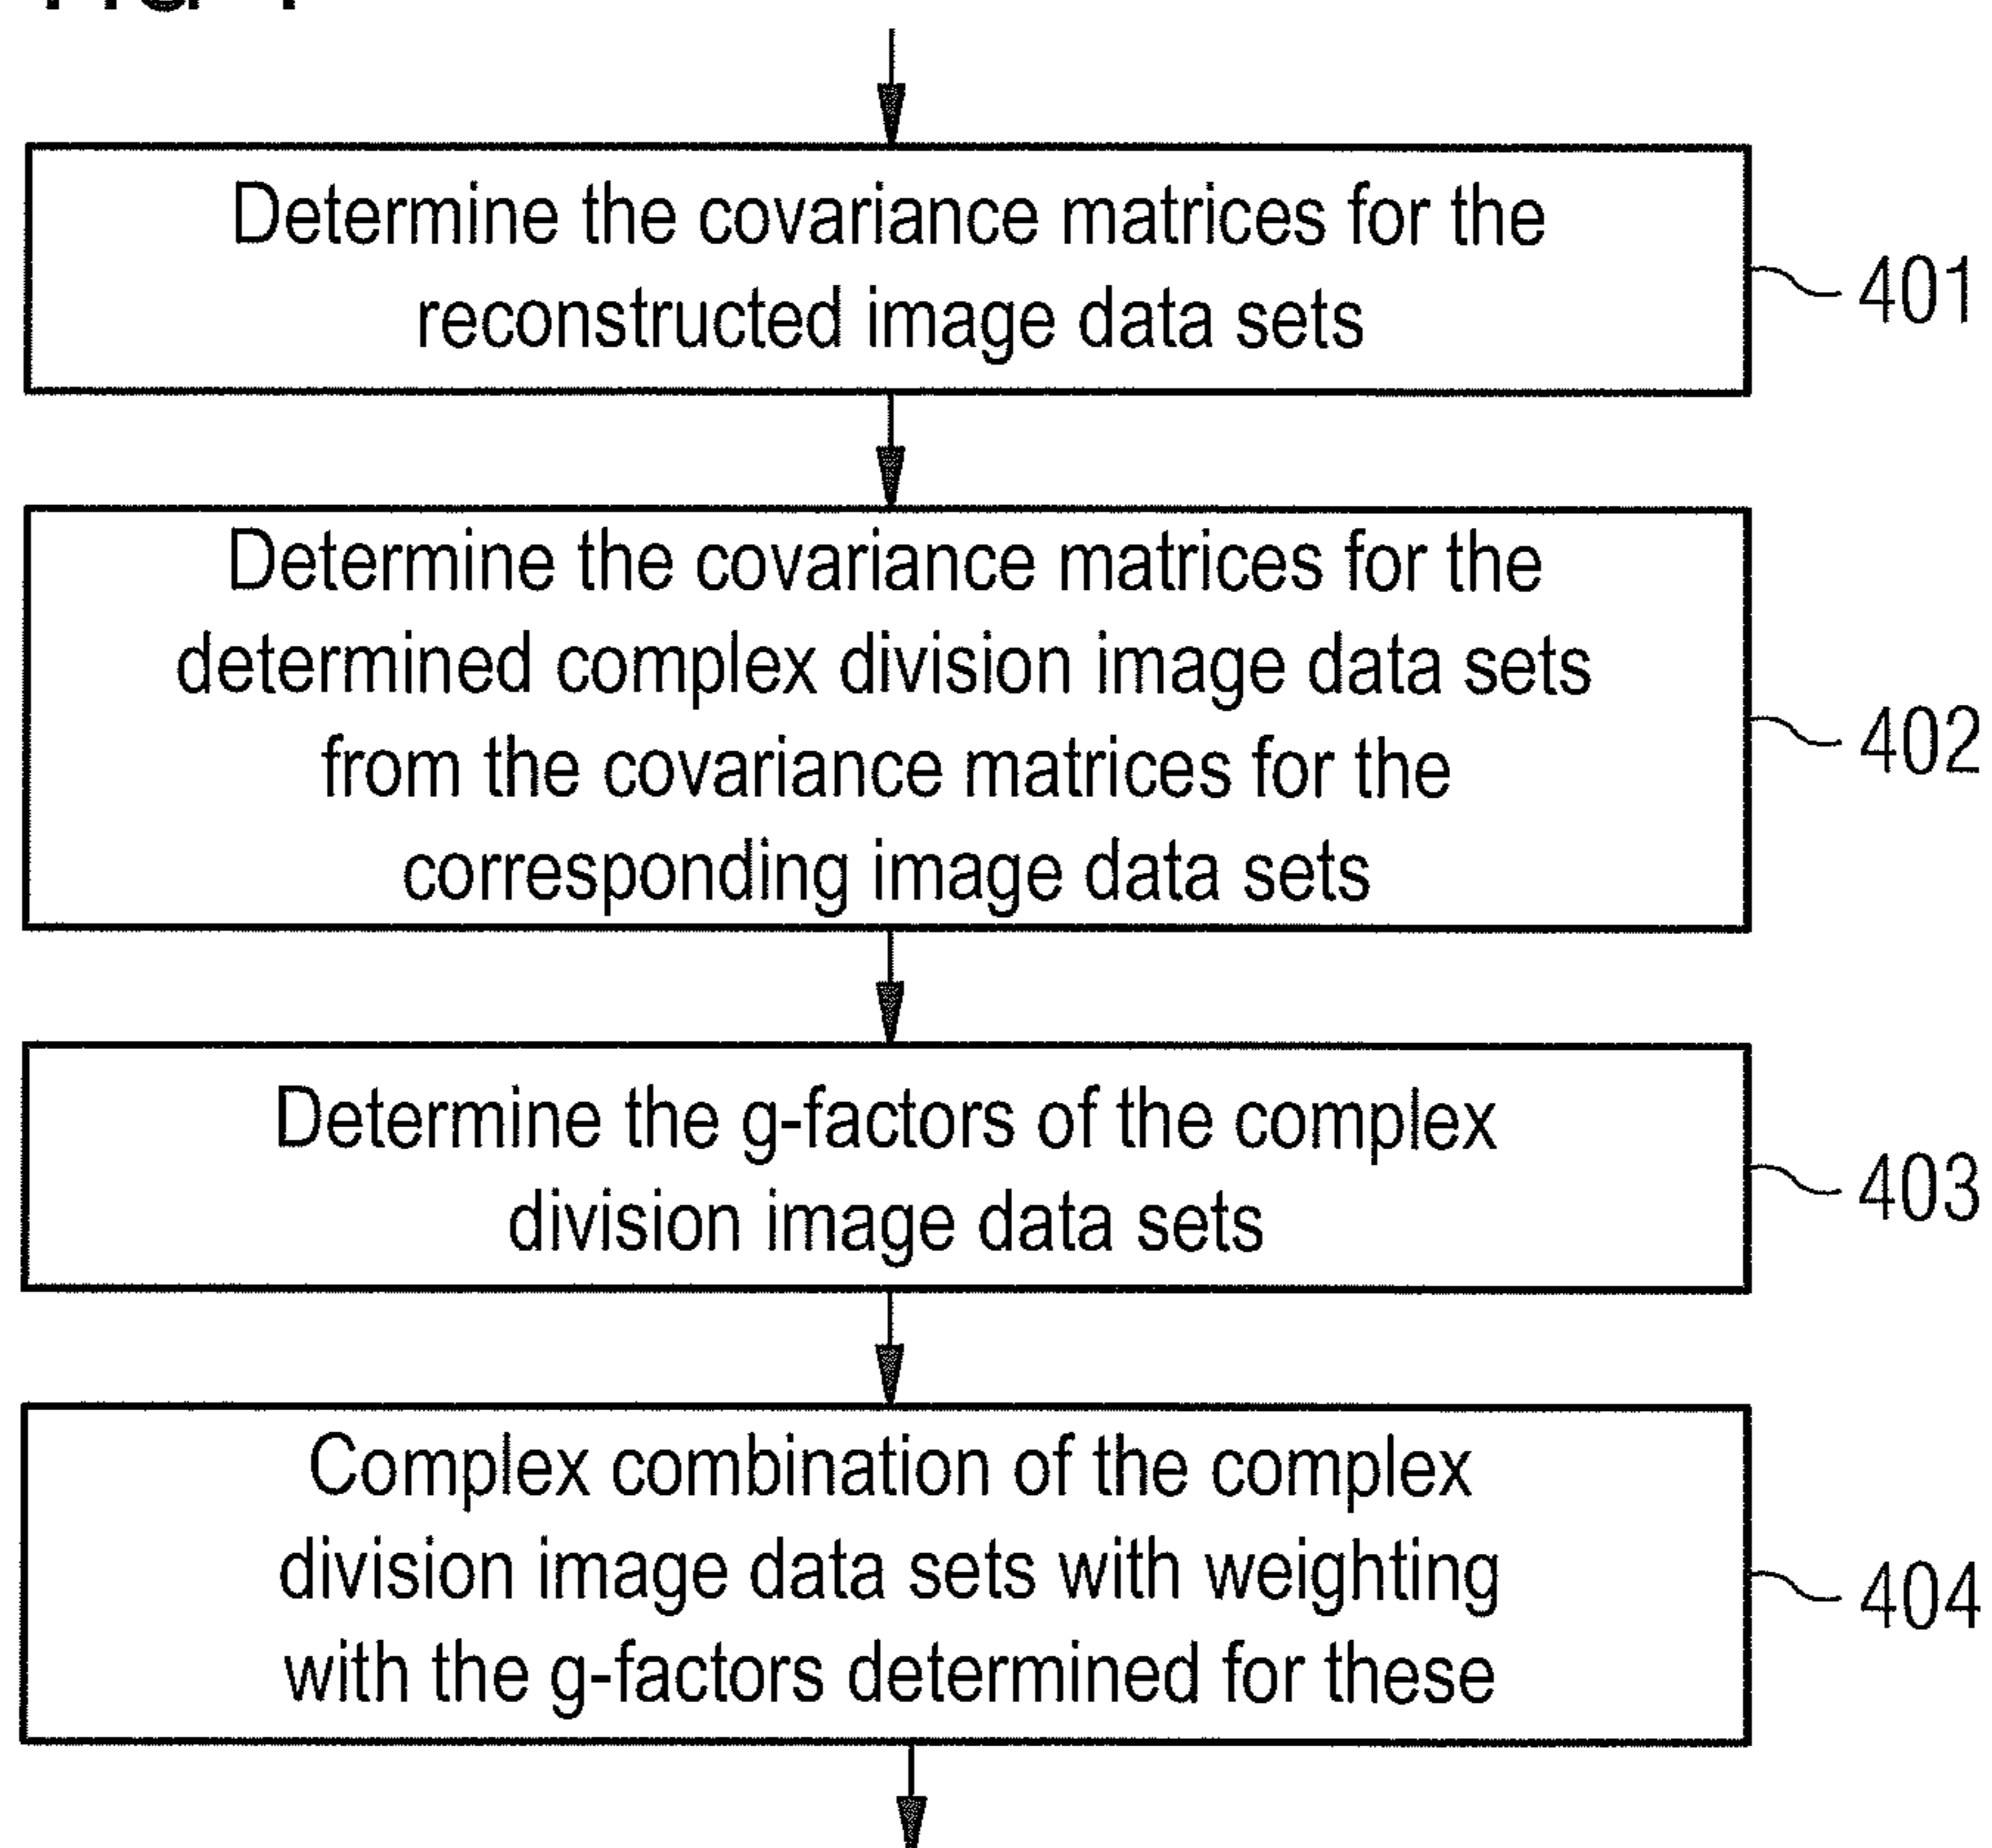 Determine the covariance matrices for the
reconstructed image data sets
401
Determine the covariance matrices for the
determined complex division image data sets
from the covariance matrices for the
corresponding image data sets
402
Determine the g-factors of the complex
division image data sets
403
Complex combination of the complex
division image data sets with weighting
with the g-factors determined for these
404